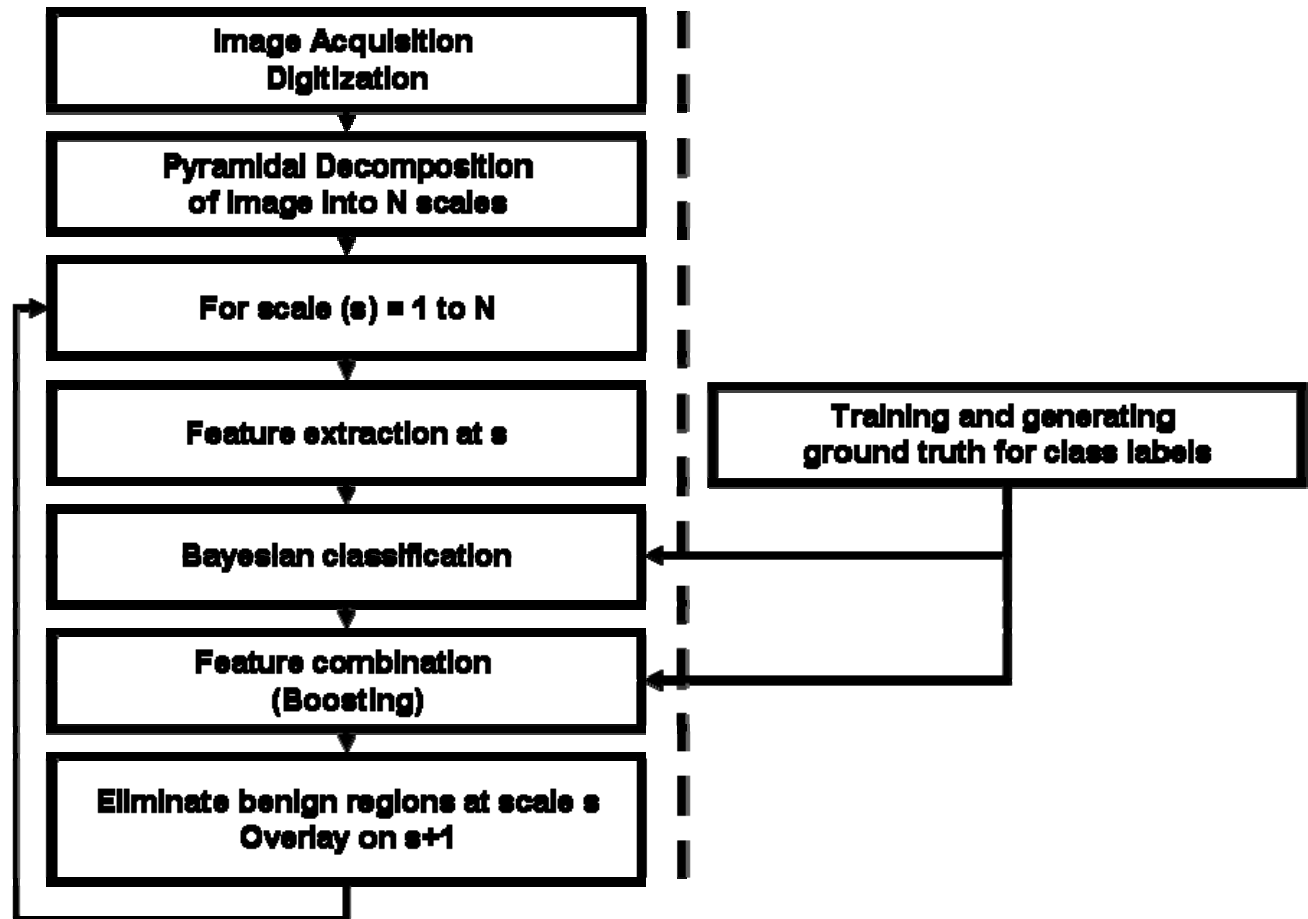 Image Acquisition
Digitization
Pyramidal Decomposition
of image into N scales
For scale (s) = 1 to N
Feature extraction at s
Training and generating
ground truth for class labels
Bayesian classification
Feature combination
(Boosting)
Eliminate benign regions at scale s
Overlay on s+1